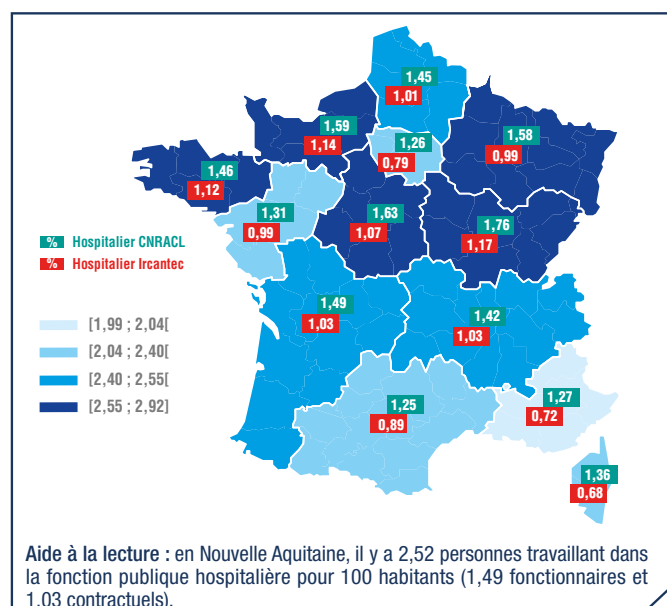 1,45
1,01
1,59
1,14
1,26
0,79
1,58
0,99
1,46
1,12
1,31
0,99
1,63
1,07
1,76
1,17
% Hospitalier CNRACL
% Hospitalier Ircantec
1,49
1,03
1,42
1,03
[1,99 ; 2,04[
[2,04 ; 2,40[
[2,40 ; 2,55[
[2,55 ; 2,92]
1,25
0,89
1,27
0,72
1,36
0,68
Aide à la lecture : en Nouvelle Aquitaine, il y a 2,52 personnes travaillant dans
la fonction publique hospitalière pour 100 habitants (1,49 fonctionnaires et
1,03 contractuels).